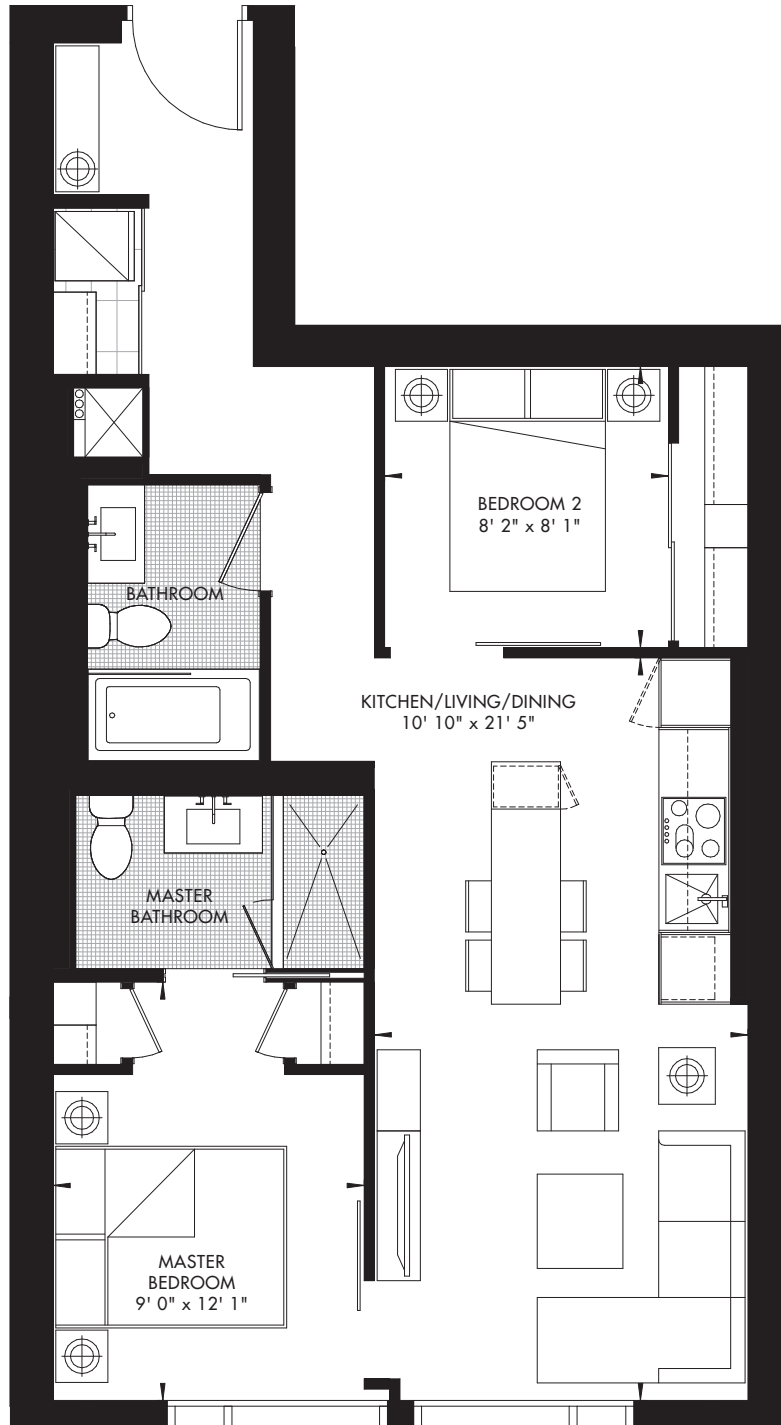 BEDROOM 2
8' 2" x 8' 1"
BATHROOM
KITCHEN/LIVING/DINING
10' 10" x 21' 5"
MASTER
BATHROOM
MASTER
BEDROOM
9' 0" x 12' 1"